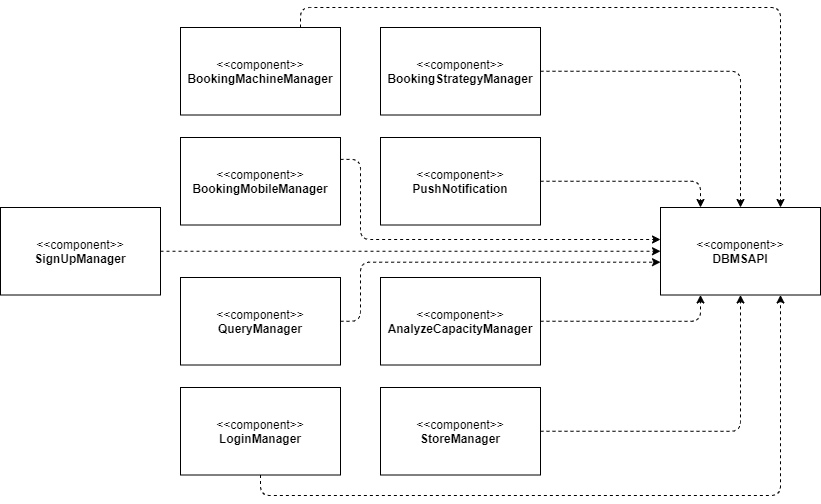 <<component>>
BookingMachineManager
<<component>>
BookingStrategyManager
<<component>>
BookingMobileManager
<<component>>
PushNotification
<<component>>
SignUpManager
<<component>>
DBMSAPI
<<component>>
QueryManager
<<component>>
AnalyzeCapacityManager
<<component>>
LoginManager
<<component>>
StoreManager